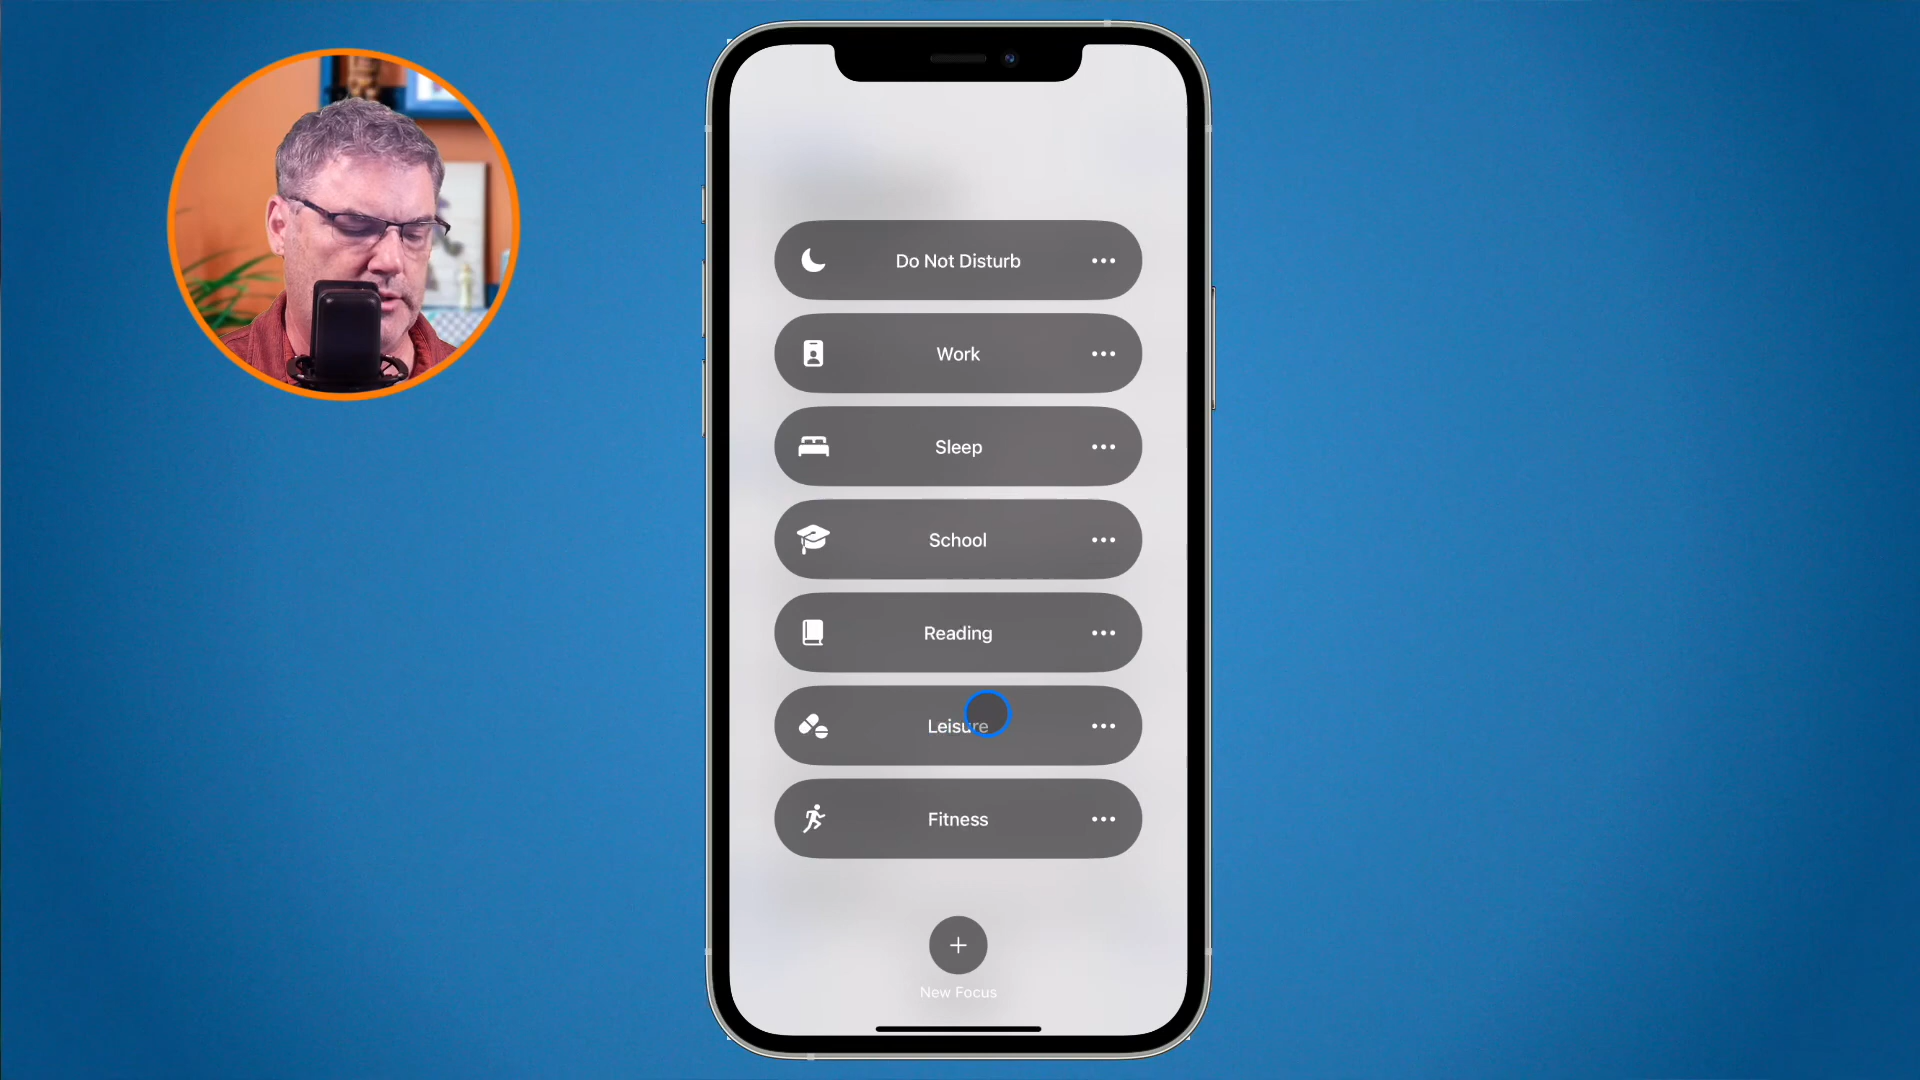 Do Not Disturb
Work
Sleep
School
Reading
Leisure
Fitness
New Focus